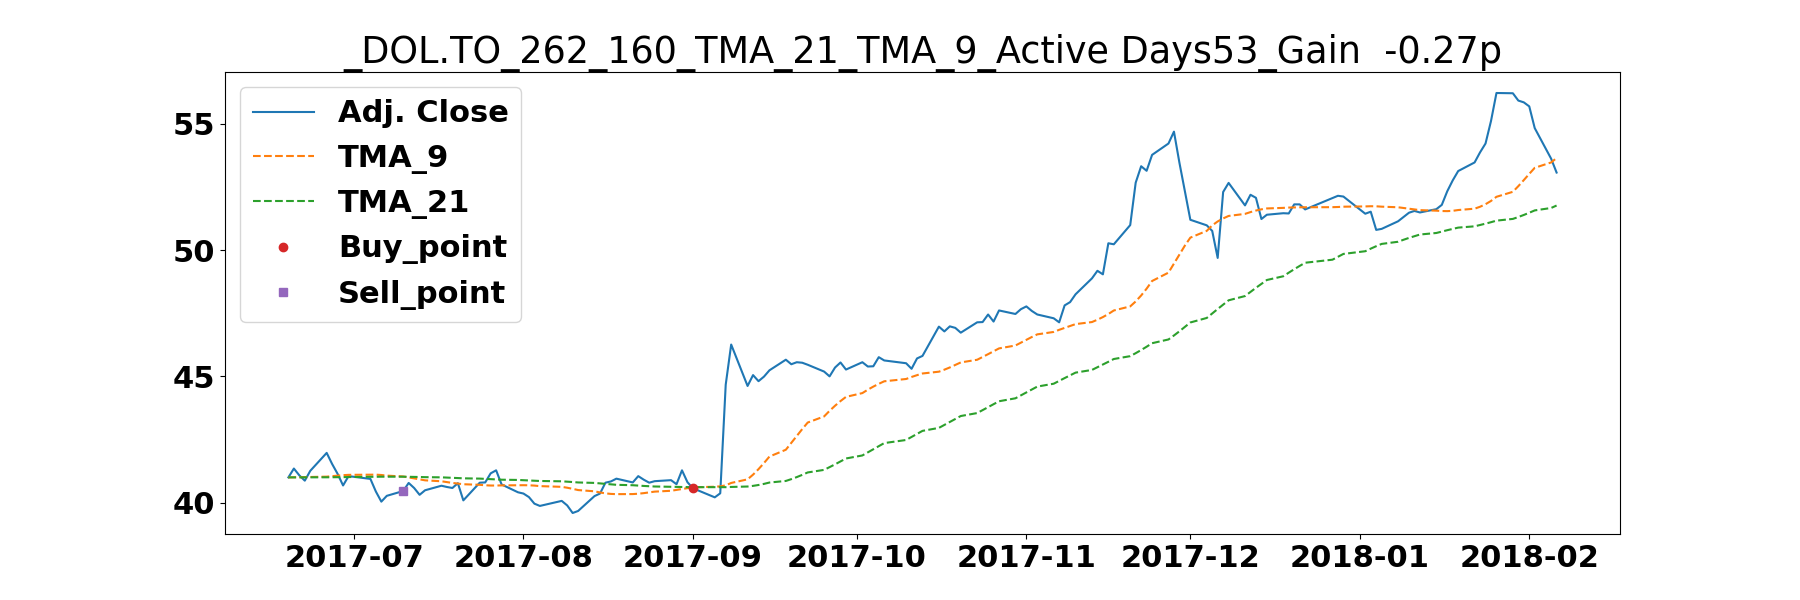 _DOL.TO_262_160_TMA_21_TMA_9_Active Days53_Gain  -0.27p
Adj. Close
TMA_9
TMA_21
Buy_point
Sell_point
55
50
45
40
2017-07 2017-08 2017-09 2017-10 2017-11 2017-12 2018-01 2018-02